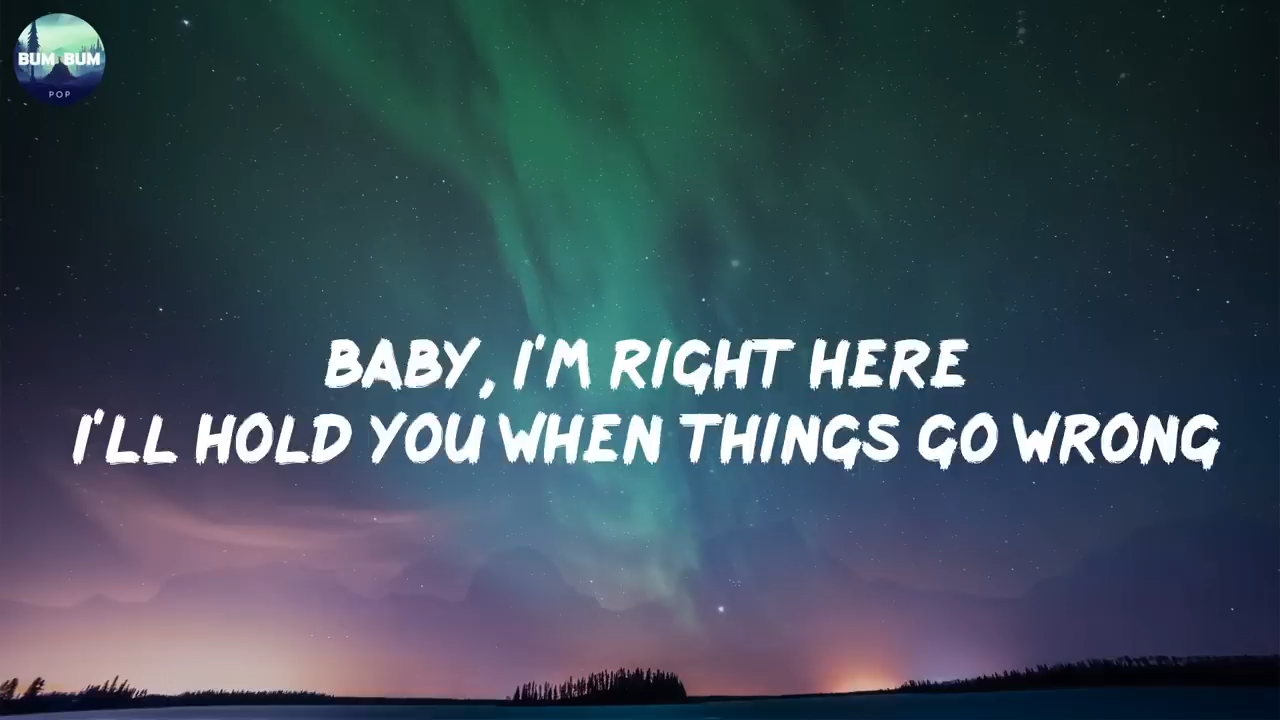 BUM BUM
POP
BABY, I'M RIGHT HERE
I'LL HOLD YOU WHEN THINGS GO WRONG